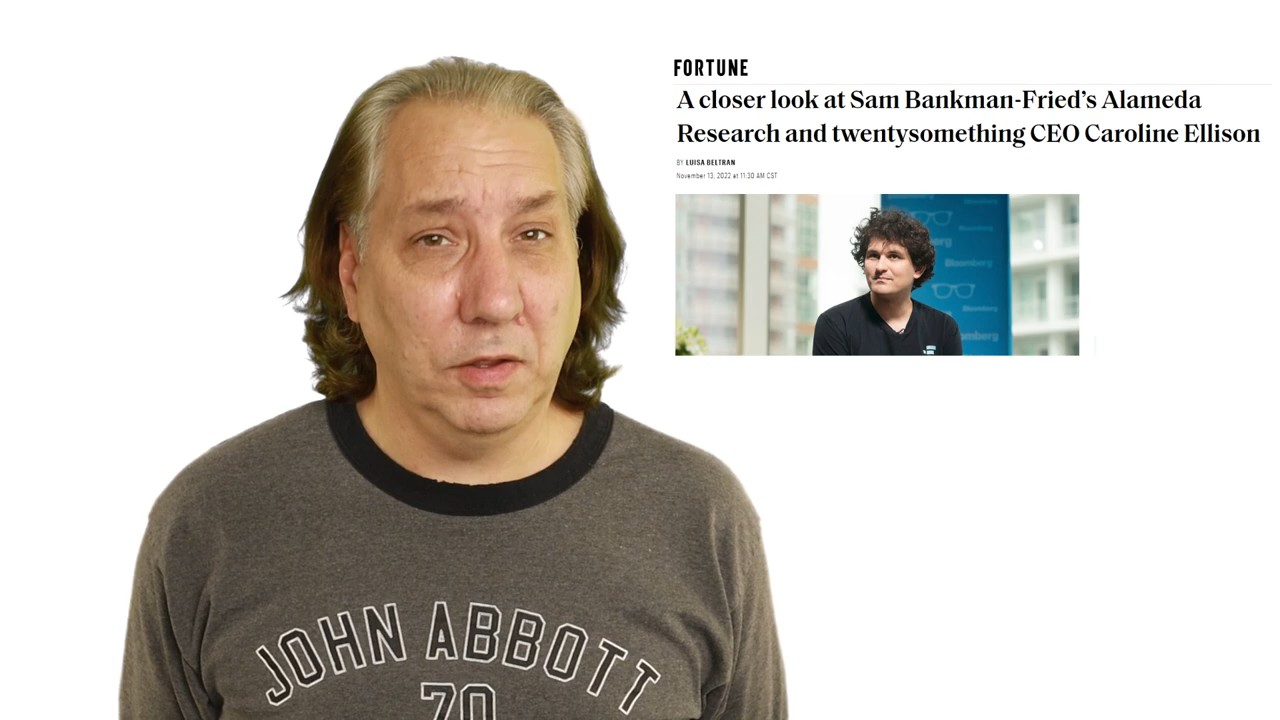 FORTUNE
A closer look at Sam Bankman-Fried's Alameda
Research and twentysomething CEO Caroline Ellison
BY LUISA BELTRAN
November 13, 2022 at 11:30 AM CST
Bloomberg
Bloomberg
JOHN ABBOTT
70